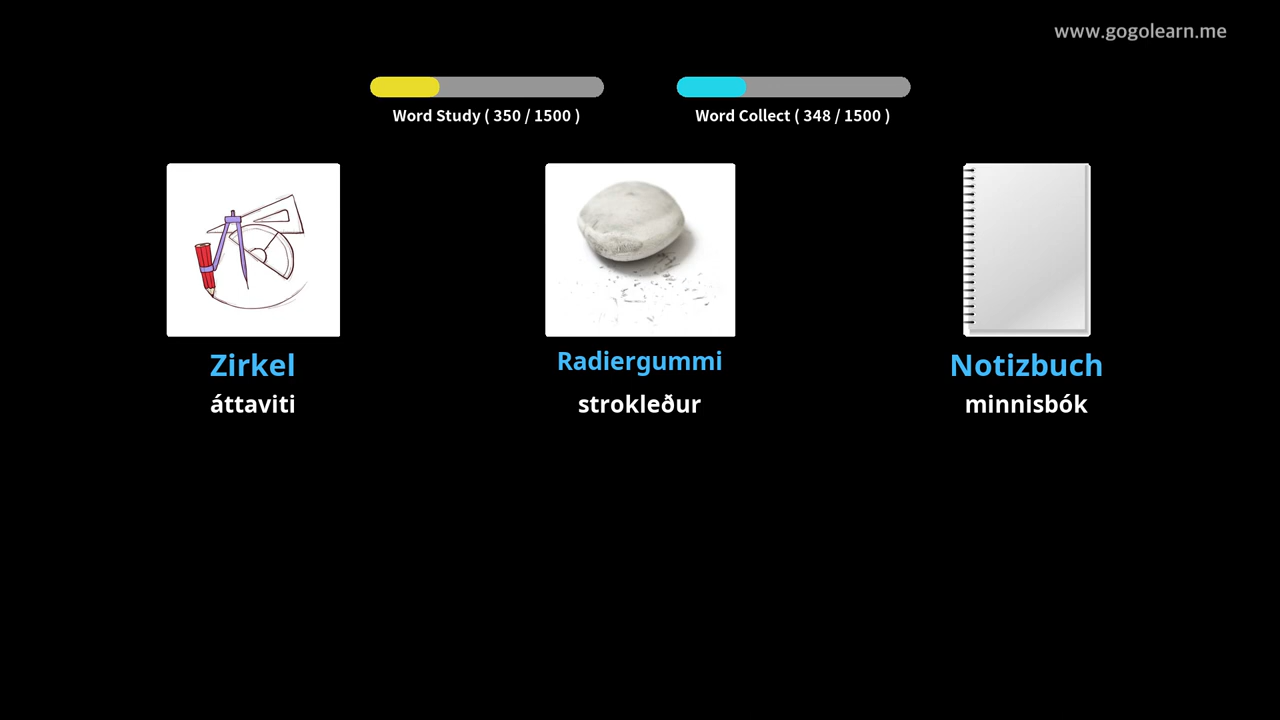 www.gogolearn.me
Word Study ( 350 / 1500 )
Word Collect ( 348 / 1500 )
Zirkel
áttaviti
Radiergummi
strokleður
Notizbuch
minnisbók